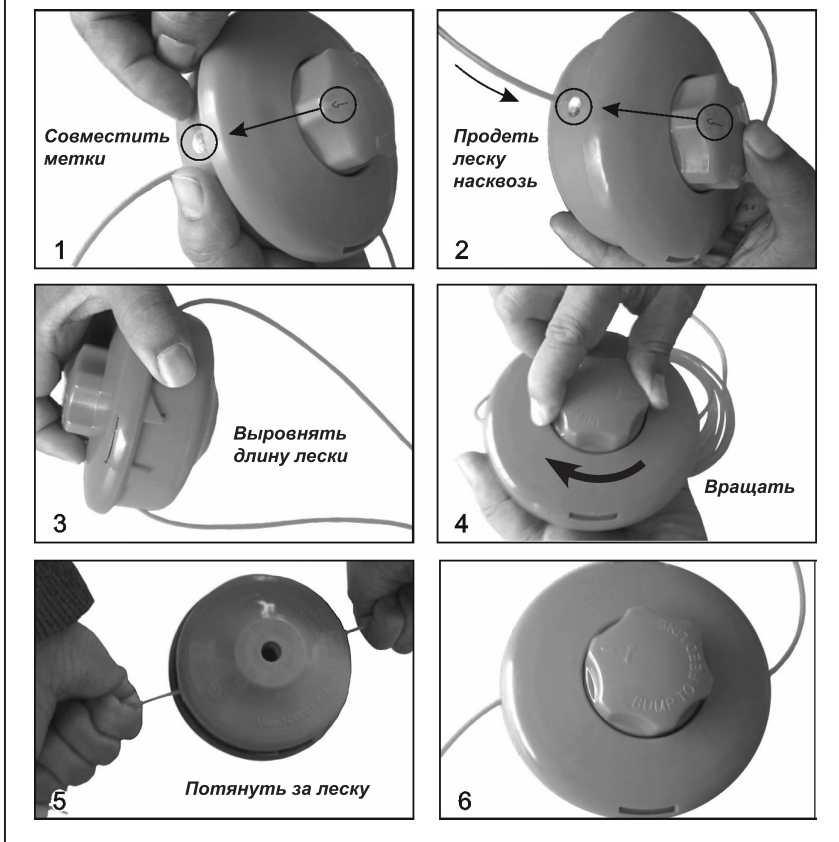 Совместить
метки
1
Продеть
леску
насквозь
2
Выровнять
длину лески
3
Вращать
4
Потянуть за леску
5
BUMP TO FEED LINE
6